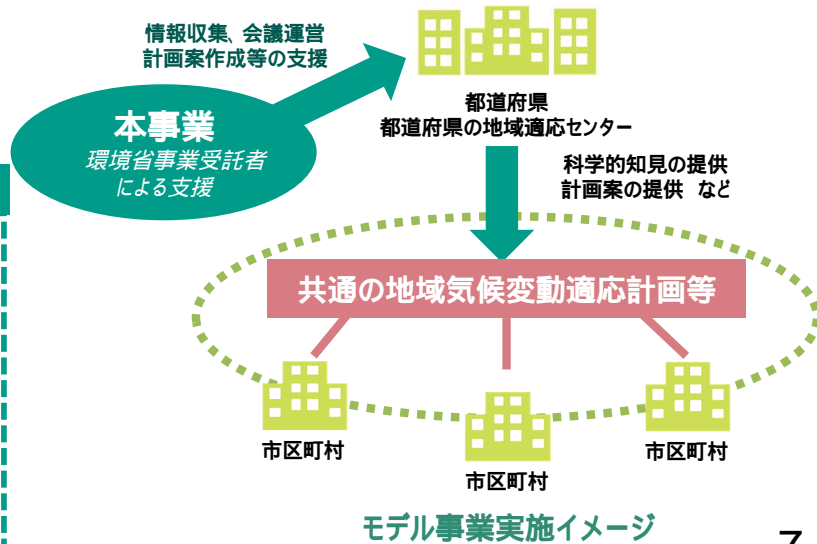 情報収集、会議運営
計画案作成等の支援
本事業
環境省事業受託者
による支援
都道府県
都道府県の地域適応センター
科学的知見の提供
計画案の提供 など
共通の地域気候変動適応計画等
市区町村
市区町村
市区町村
モデル事業実施イメージ